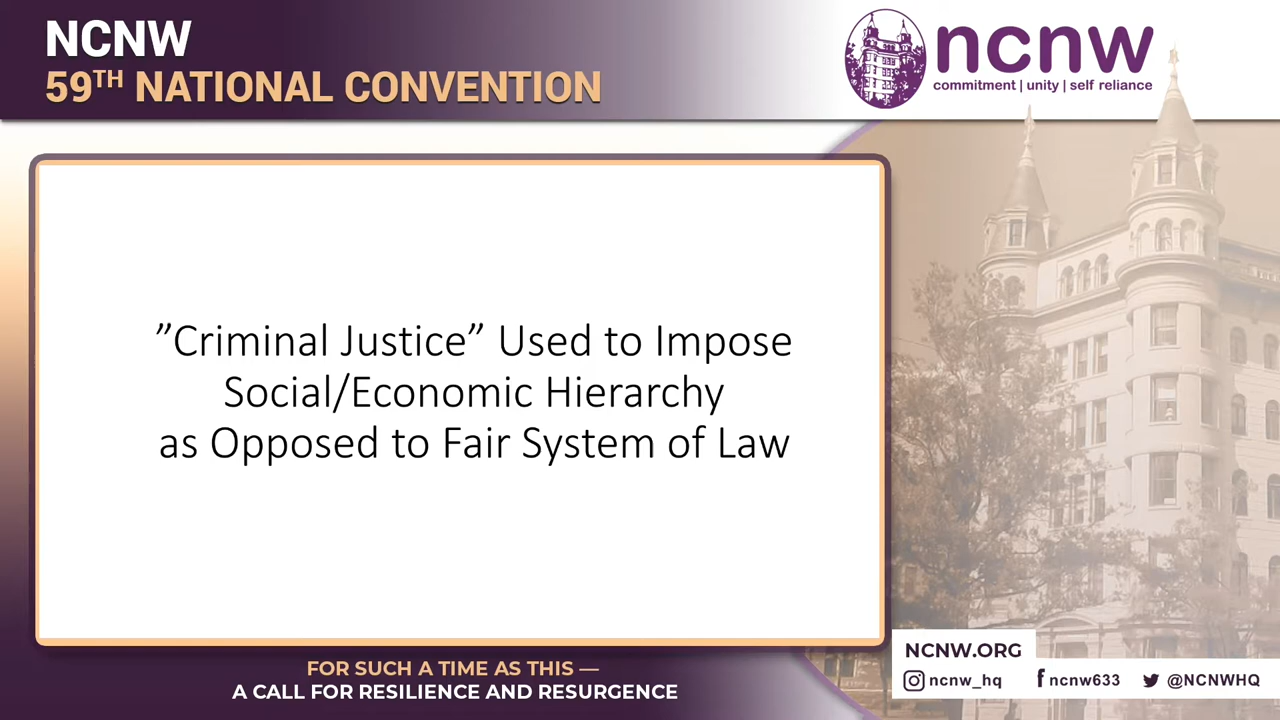 NCNW
59TH NATIONAL CONVENTION
ncnw
commitment | unity | self reliance
”Criminal Justice” Used to Impose
Social/Economic Hierarchy
as Opposed to Fair System of Law
FOR SUCH A TIME AS THIS —
A CALL FOR RESILIENCE AND RESURGENCE
NCNW.ORG
ncnw_hq ncnw633 @NCNWHQ